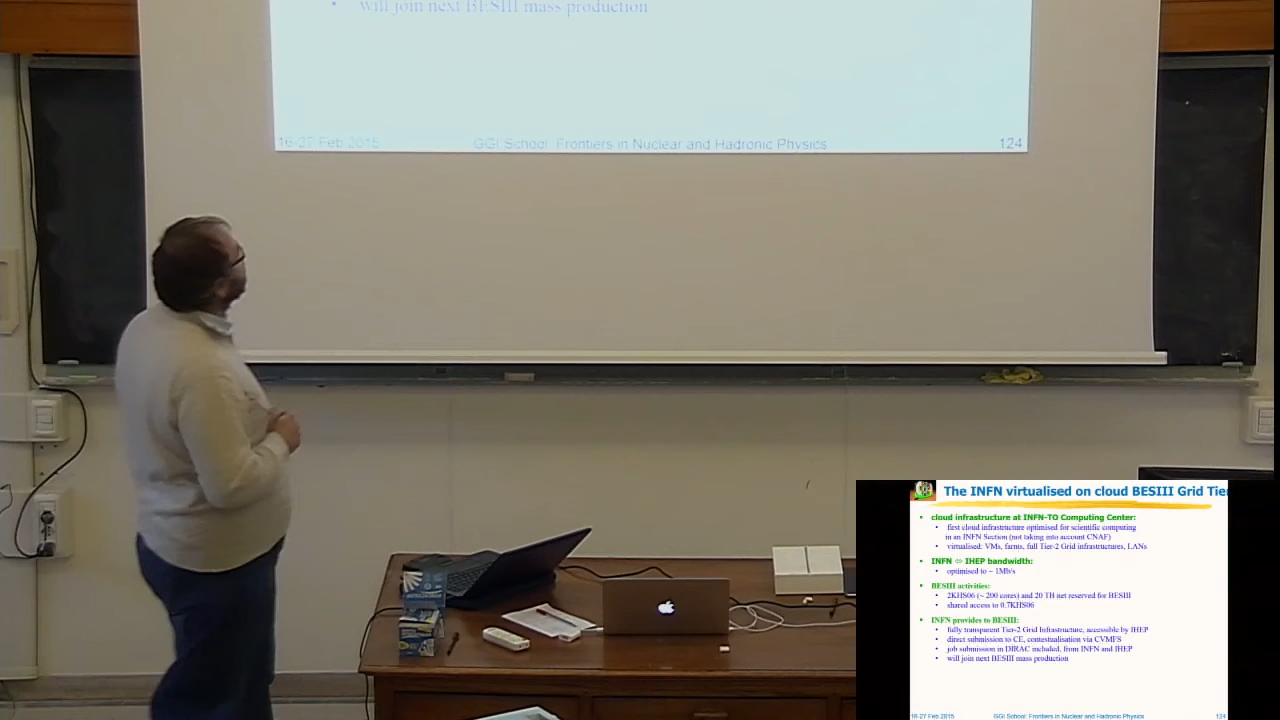 will join next BESIII mass production
16-27 Feb 2015
GGI School: Frontiers in Nuclear and Hadronic Physics
124
The INFN virtualised on cloud BESIII Grid Tier
cloud infrastructure at INFN-TO Computing Center:
first cloud infrastrcture optimised for scientific computing
in an INFN Section (not taking into account CNAF)
virtualised: VMs, farms, full Tier-2 Grid infrastructures, LANs
INFN ⇔ IHEP bandwidth:
optimised to ~ 1Mb/s
BESIII activities:
2KHS06 (~ 200 cores) and 20 TB net reserved for BESIII
shared access to 0.7KHS06
INFN provides to BESIII:
fully transparent Tier-2 Grid Infrastructure, accessible by IHEP
direct submission to CE, contestualisation via CVMFS
job submission in DIRAC included, from INFN and IHEP
will join next BESIII mass production
16-27 Feb 2015
GGI School: Frontiers in Nuclear and Hadronic Physics
124